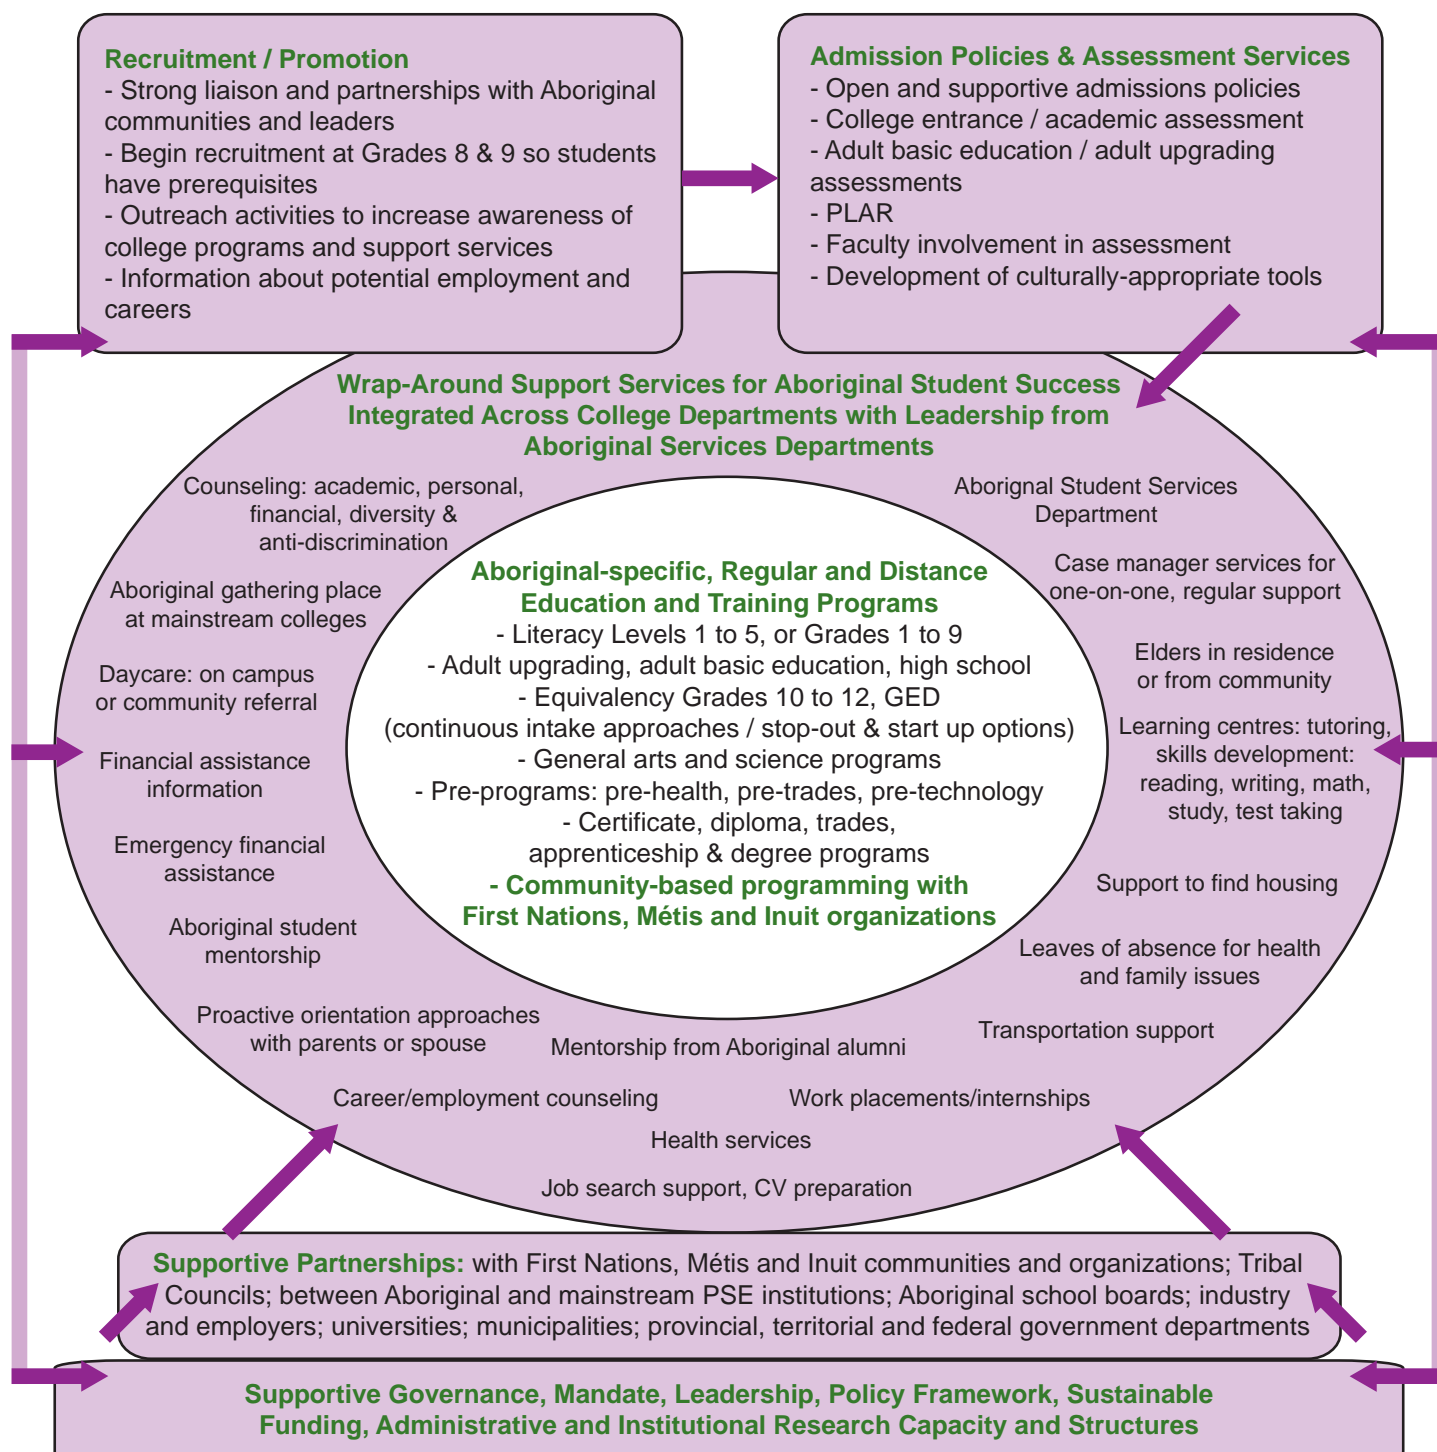 Recruitment / Promotion
- Strong liaison and partnerships with Aboriginal
communities and leaders
- Begin recruitment at Grades 8 & 9 so students
have prerequisites
- Outreach activities to increase awareness of
college programs and support services
- Information about potential employment and
careers
Admission Policies & Assessment Services
- Open and supportive admissions policies
- College entrance / academic assessment
- Adult basic education / adult upgrading
assessments
- PLAR
- Faculty involvement in assessment
- Development of culturally-appropriate tools
Wrap-Around Support Services for Aboriginal Student Success
Integrated Across College Departments with Leadership from
Aboriginal Services Departments
Counseling: academic, personal,
financial, diversity &
anti-discrimination
Aboriginal gathering place
at mainstream colleges
Daycare: on campus
or community referral
Financial assistance
information
Emergency financial
assistance
Aboriginal student
mentorship
Proactive orientation approaches
with parents or spouse
Aboriginal-specific, Regular and Distance
Education and Training Programs
- Literacy Levels 1 to 5, or Grades 1 to 9
- Adult upgrading, adult basic education, high school
- Equivalency Grades 10 to 12, GED
(continuous intake approaches / stop-out & start up options)
- General arts and science programs
- Pre-programs: pre-health, pre-trades, pre-technology
- Certificate, diploma, trades,
apprenticeship & degree programs
- Community-based programming with
First Nations, Métis and Inuit organizations
Aborignal Student Services
Department
Case manager services for
one-on-one, regular support
Elders in residence
or from community
Learning centres: tutoring,
skills development:
reading, writing, math,
study, test taking
Support to find housing
Leaves of absence for health
and family issues
Transportation support
Mentorship from Aboriginal alumni
Career/employment counseling
Work placements/internships
Health services
Job search support, CV preparation
Supportive Partnerships: with First Nations, Métis and Inuit communities and organizations; Tribal
Councils; between Aboriginal and mainstream PSE institutions; Aboriginal school boards; industry
and employers; universities; municipalities; provincial, territorial and federal government departments
Supportive Governance, Mandate, Leadership, Policy Framework, Sustainable
Funding, Administrative and Institutional Research Capacity and Structures